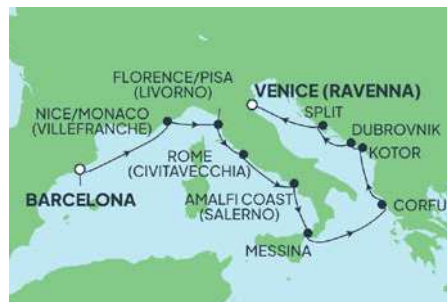 FLORENCE/PISA
(LIVORNO)
VENICE (RAVENNA)
NICE/MONACO
(VILLEFRANCHE)
SPLIT
DUBROVNIK
KOTOR
ROME
(CIVITAVECCHIA)
BARCELONA
AMALFI COAST
(SALERNO)
CORFU
MESSINA